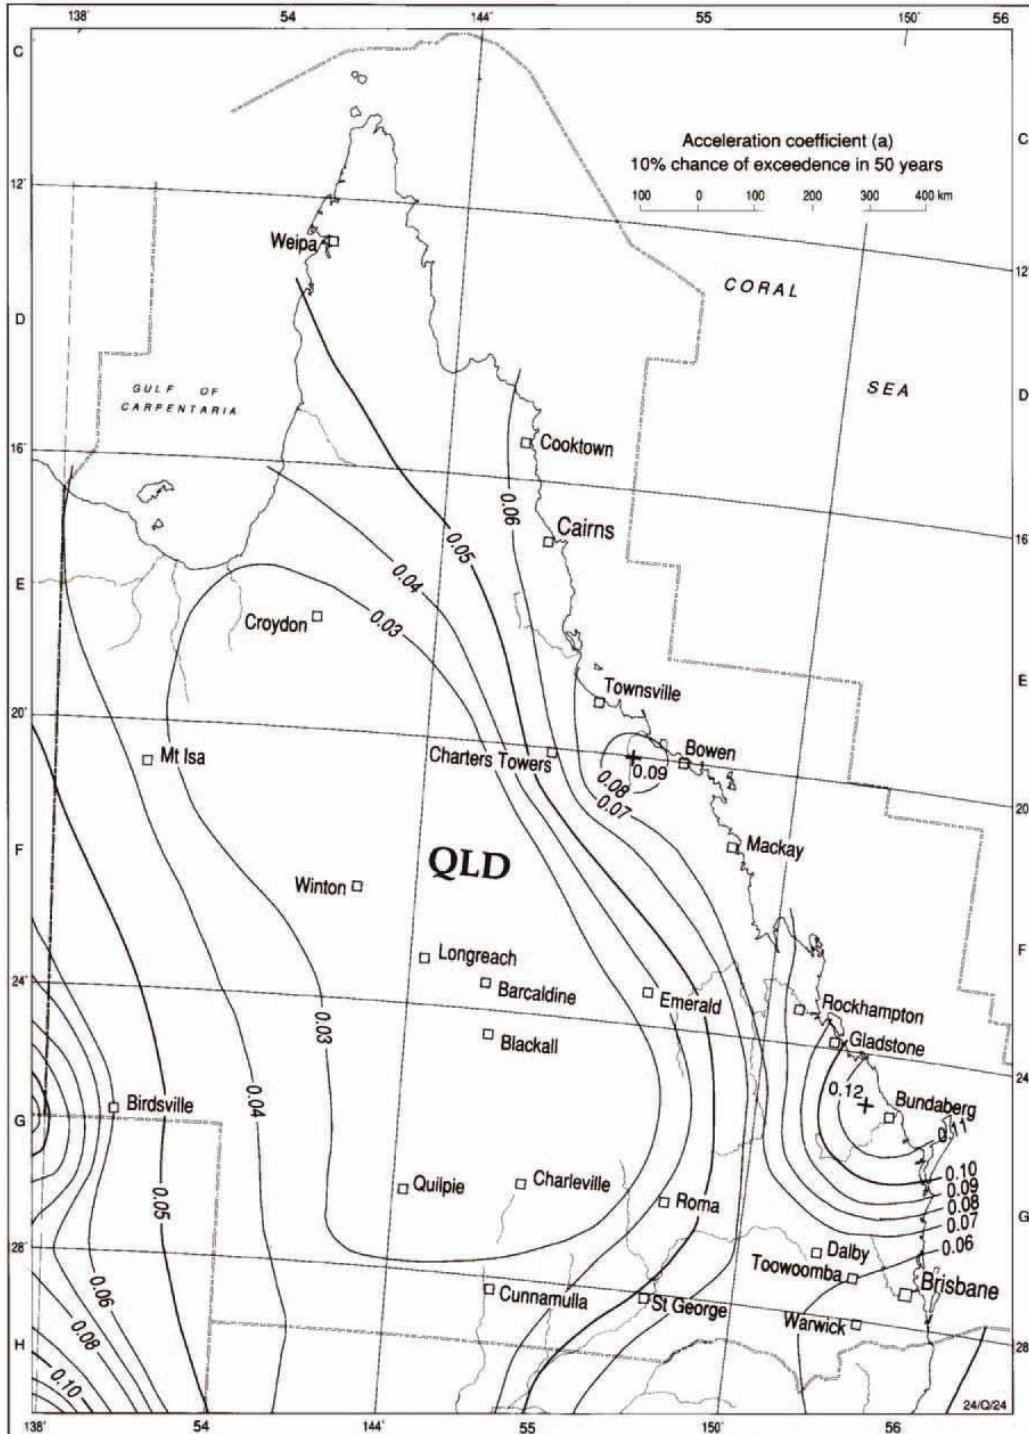 138° 54 144° 55 150° 56
C
C
Acceleration coefficient (a)
10% chance of exceedence in 50 years
100 0 100 200 300 400 km
12°
Weipa
12°
CORAL
D
SEA
D
GULF OF
CARPENTARIA
16°
Cooktown
0.06
Cairns
0.05
16°
0.04
E
0.03
Croydon
E
Townsville
20°
Bowen
Mt Isa
Charters Towers
0.09
0.08
0.07
20°
Mackay
F
QLD
Winton
F
Longreach
24°
Barcaldine
Emerald
Rockhampton
Gladstone
0.03
Blackall
24°
0.12
Birdsville
0.04
Bundaberg
G
0.11
0.10
Quilpie
Charleville
0.09
0.05
Roma
0.08
0.07
G
28°
Dalby
0.06
Toowoomba
0.06
Brisbane
Cunnamulla
St George
0.08
Warwick
H
28°
0.10
24/Q/24
138° 54 144° 55 150° 56